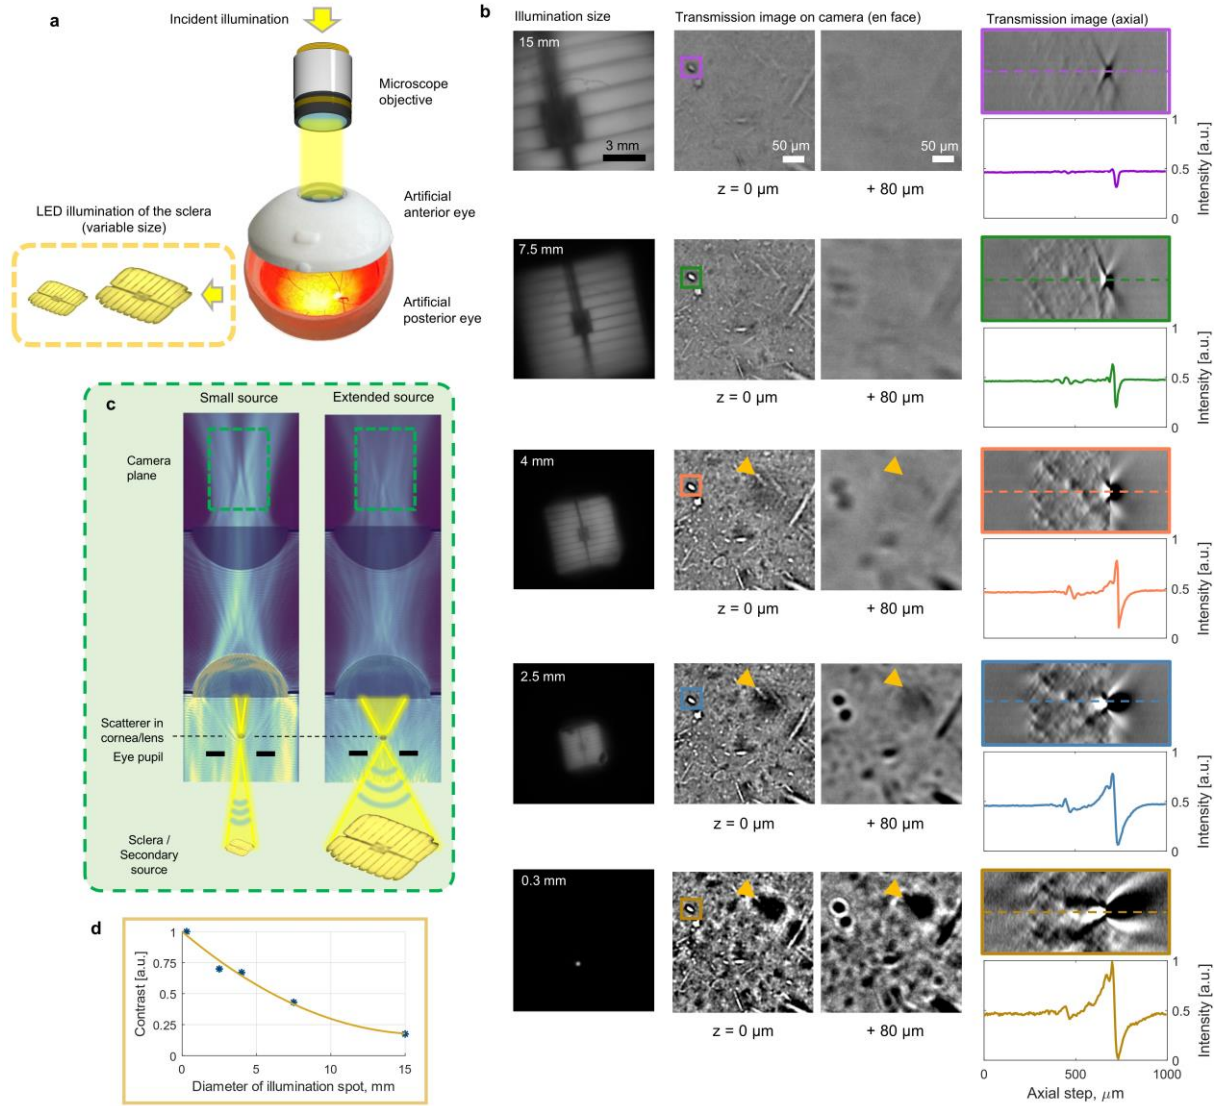 a
Incident illumination
Microscope
objective
Artificial
anterior eye
LED illumination of the sclera
(variable size)
Artificial
posterior eye
b
Illumination size
Transmission image on camera (en face)
Transmission image (axial)
15 mm
3 mm
50 µm
50 µm
z = 0 µm
+ 80 µm
1
0.5
0
Intensity [a.u.]
7.5 mm
z = 0 µm
+ 80 µm
1
0.5
0
Intensity [a.u.]
4 mm
z = 0 µm
+ 80 µm
1
0.5
0
Intensity [a.u.]
2.5 mm
z = 0 µm
+ 80 µm
1
0.5
0
Intensity [a.u.]
0.3 mm
z = 0 µm
+ 80 µm
1
0.5
0
Intensity [a.u.]
0
500
1000
Axial step, µm
c
Small source
Extended source
Camera
plane
Scatterer in
cornea/lens
Eye pupil
Sclera /
Secondary
source
d
1
0.75
0.5
0.25
0
Contrast [a.u.]
0
5
10
15
Diameter of illumination spot, mm